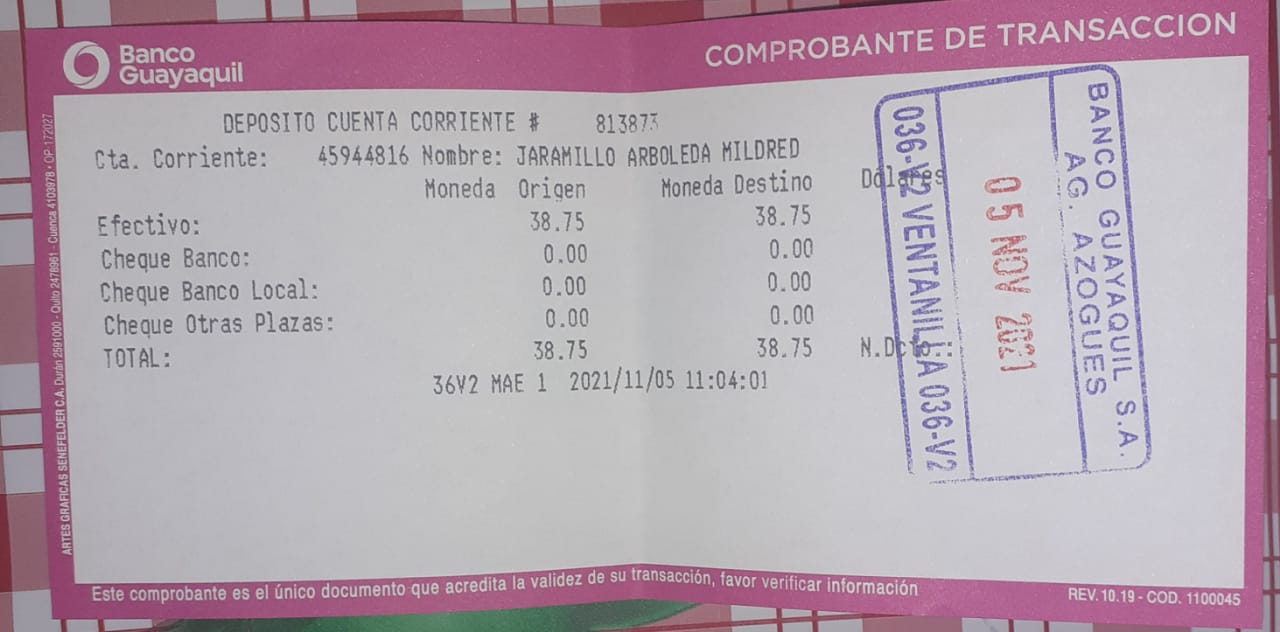 Banco
Guayaquil
COMPROBANTE DE TRANSACCION
DEPOSITO CUENTA CORRIENTE # 813873
Cta. Corriente: 45944816 Nombre: JARAMILLO ARBOLEDA MILDRED
Moneda Origen Moneda Destino Dólares
Efectivo: 38.75 38.75
Cheque Banco: 0.00 0.00
Cheque Banco Local: 0.00 0.00
Cheque Otras Plazas: 0.00 0.00
TOTAL: 38.75 38.75 N.Dcto.:
36V2 MAE 1 2021/11/05 11:04:01
BANCO GUAYAQUIL S.A.
AG. AZOGUES
05 NOV 2021
036-V2 VENTANILLA 036-V2
ARTES GRAFICAS SENEFELDER C.A. Durán 2591000 - Quito 2478961 - Cuenca 4103978 • OP-172027
Este comprobante es el único documento que acredita la validez de su transacción, favor verificar información
REV. 10.19 - COD. 1100045